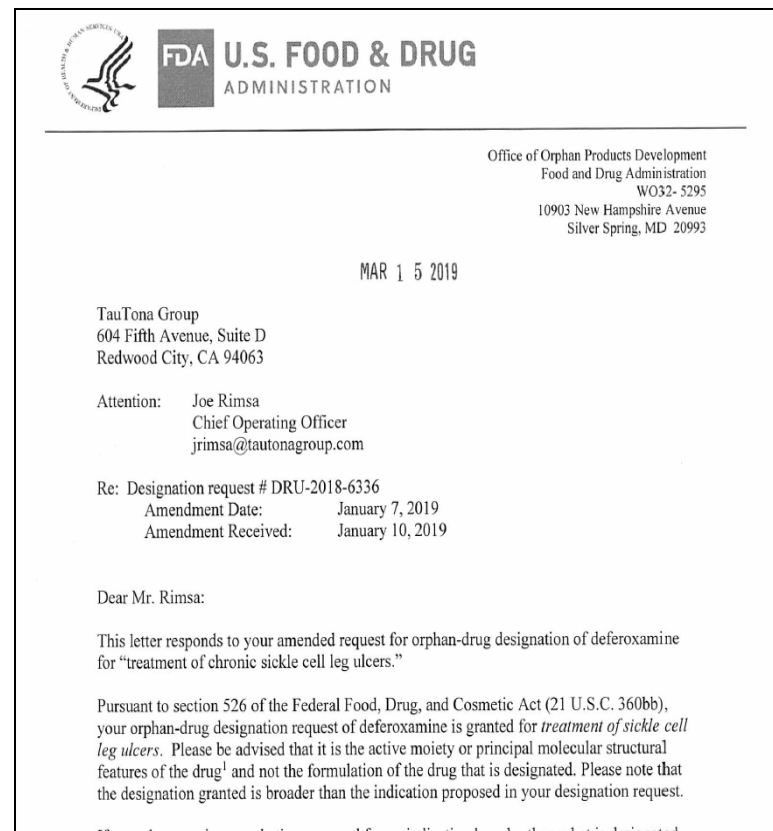 FDA U.S. FOOD & DRUG
ADMINISTRATION
Office of Orphan Products Development
Food and Drug Administration
WO32- 5295
10903 New Hampshire Avenue
Silver Spring, MD 20993
MAR 15 2019
TauTona Group
604 Fifth Avenue, Suite D
Redwood City, CA 94063
Attention: Joe Rimsa
Chief Operating Officer
jrimsa@tautonagroup.com
Re: Designation request # DRU-2018-6336
Amendment Date: January 7, 2019
Amendment Received: January 10, 2019
Dear Mr. Rimsa:
This letter responds to your amended request for orphan-drug designation of deferoxamine
for “treatment of chronic sickle cell leg ulcers.”
Pursuant to section 526 of the Federal Food, Drug, and Cosmetic Act (21 U.S.C. 360bb),
your orphan-drug designation request of deferoxamine is granted for treatment of sickle cell
leg ulcers. Please be advised that it is the active moiety or principal molecular structural
features of the drug¹ and not the formulation of the drug that is designated. Please note that
the designation granted is broader than the indication proposed in your designation request.